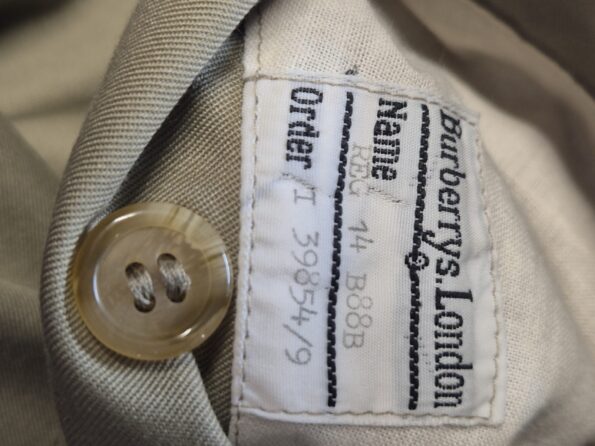 Burberrys. London
Name REG 14 B88B
Order I 39854/9